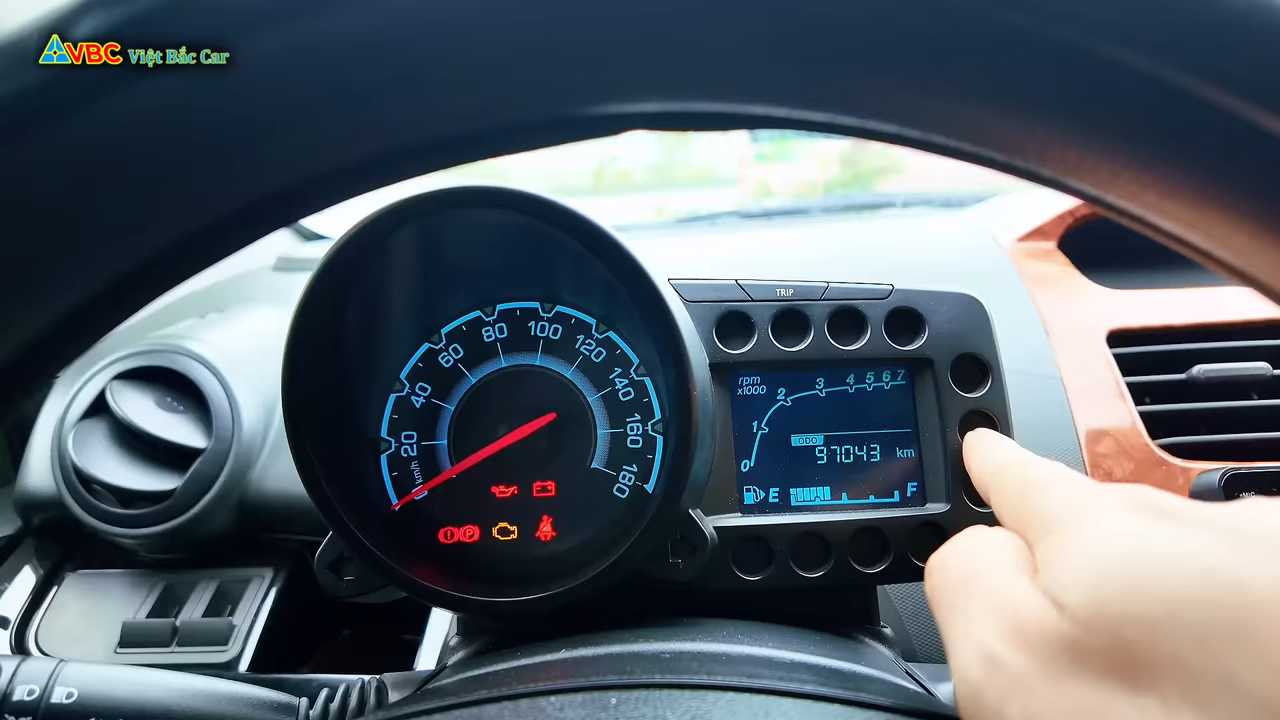 VBC Việt Bắc Car
TRIP
rpm
x1000
0 1 2 3 4 5 6 7
ODO
97043 km
E F
20 40 60 80 100 120 140 160 180
km/h
P